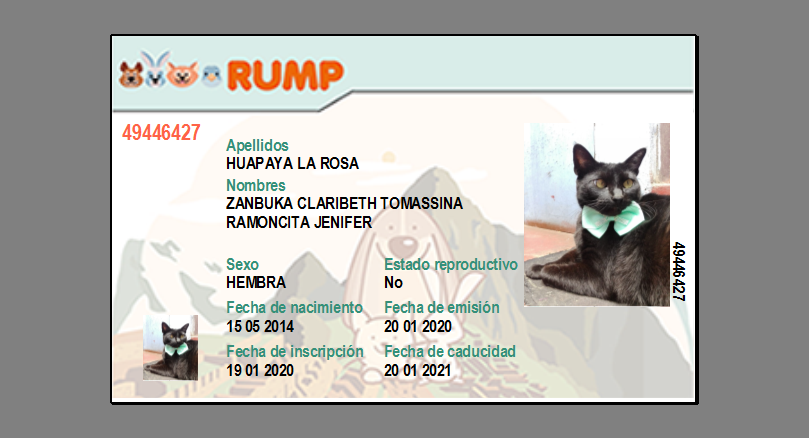 RUMP
49446427
Apellidos
HUAPAYA LA ROSA
Nombres
ZANBUKA CLARIBETH TOMASSINA
RAMONCITA JENIFER
Sexo Estado reproductivo
HEMBRA No
Fecha de nacimiento Fecha de emisión
15 05 2014 20 01 2020
Fecha de inscripción Fecha de caducidad
19 01 2020 20 01 2021
49446427